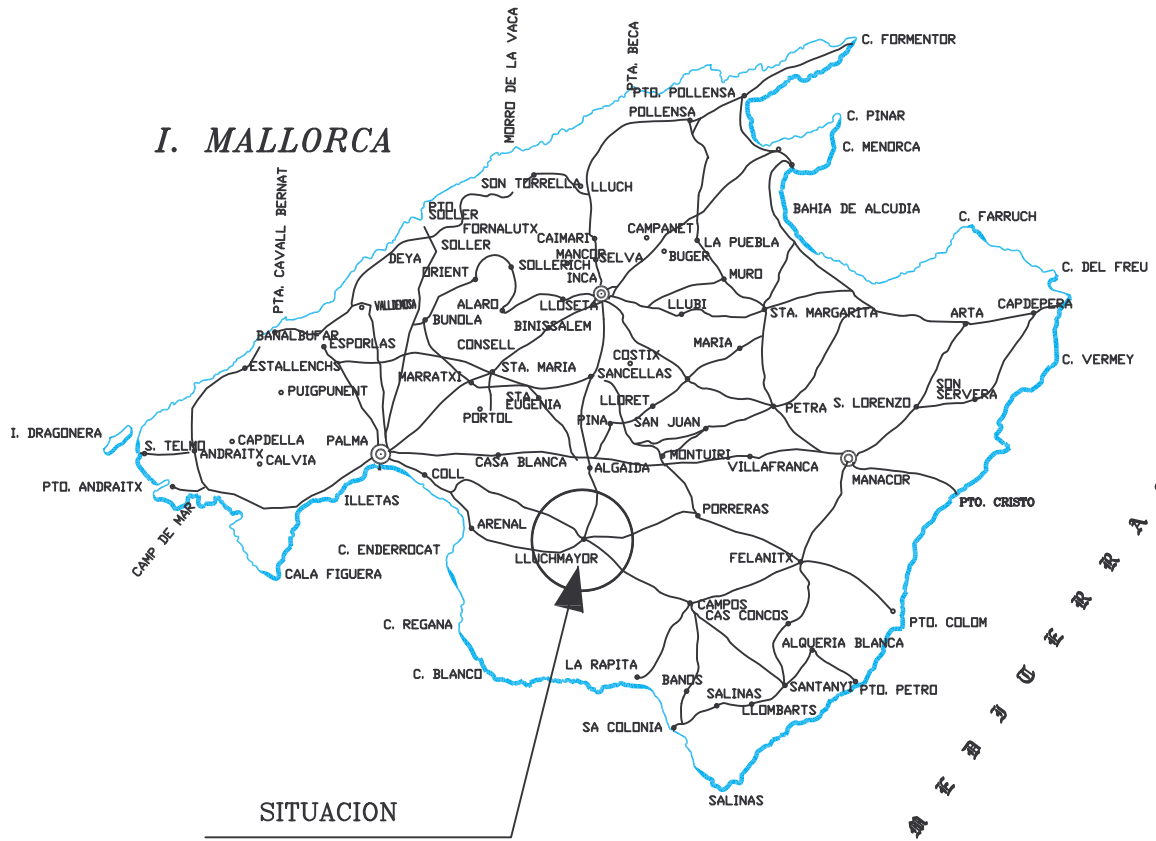 MORRO DE LA VACA
PTA. BECA
C. FORMENTOR
PTO. POLLENSA
POLLENSA
C. PINAR
I. MALLORCA
C. MENORCA
PTA. CAVALL BERNAT
SON TORRELLA
LLUCH
PTO.
SOLLER
BAHIA DE ALCUDIA
C. FARRUCH
FORNALUTX
CAMPANET
CAIMARI
SOLLER
LA PUEBLA
MANCOR
BUGER
DEYA
SELVA
SOLLERICH
C. DEL FREU
ORIENT
INCA
MURO
VALLDEMOSA
ALARO
LLOSETA
LLUBI
CAPDEPERA
STA. MARGARITA
ARTA
BUNOLA
BINISSALEM
BANALBUFAR
ESPORLAS
CONSELL
MARIA
COSTIX
C. VERMEY
ESTALLENCHS
STA. MARIA
SANCELLAS
MARRATXI
SON
SERVERA
PUIGPUNENT
STA.
EUGENIA
LLORET
PETRA
S. LORENZO
PORTOL
PINA
SAN JUAN
I. DRAGONERA
CAPDELLA
PALMA
S. TELMO
ANDRAITX
CALVIA
CASA BLANCA
ALGAIDA
MONTUIRI
VILLAFRANCA
COLL
MANACOR
PTO. ANDRAITX
ILLETAS
PTO. CRISTO
CAMP DE MAR
PORRERAS
ARENAL
C. ENDERROCAT
LLUCHMAYOR
FELANITX
CALA FIGUERA
CAMPOS
CAS CONCOS
C. REGANA
PTO. COLOM
ALQUERIA BLANCA
LA RAPITA
C. BLANCO
BANOS
SANTANYI
PTO. PETRO
SALINAS
LLOMBARTS
SA COLONIA
SALINAS
SITUACION
MEDITERRA